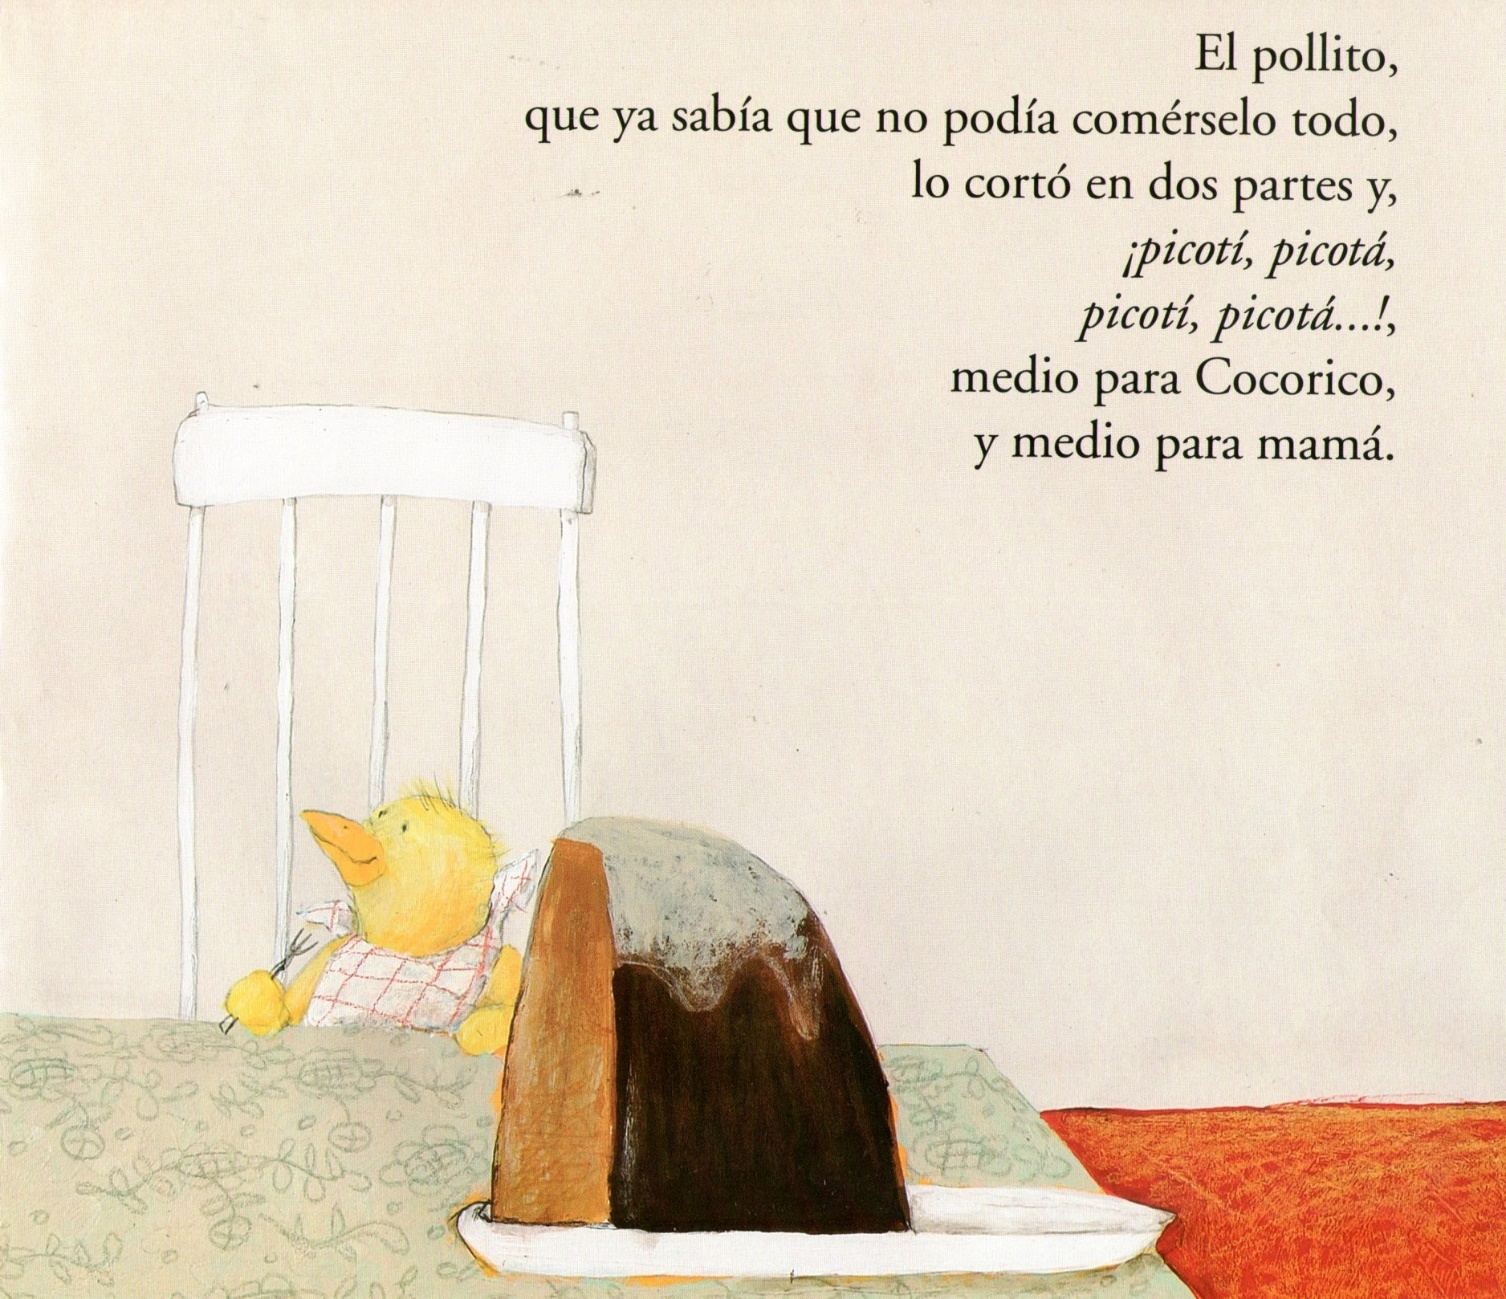 El pollito,
que ya sabía que no podía comérselo todo,
lo cortó en dos partes y,
¡picotí, picotá,
picotí, picotá...!,
medio para Cocorico,
y medio para mamá.